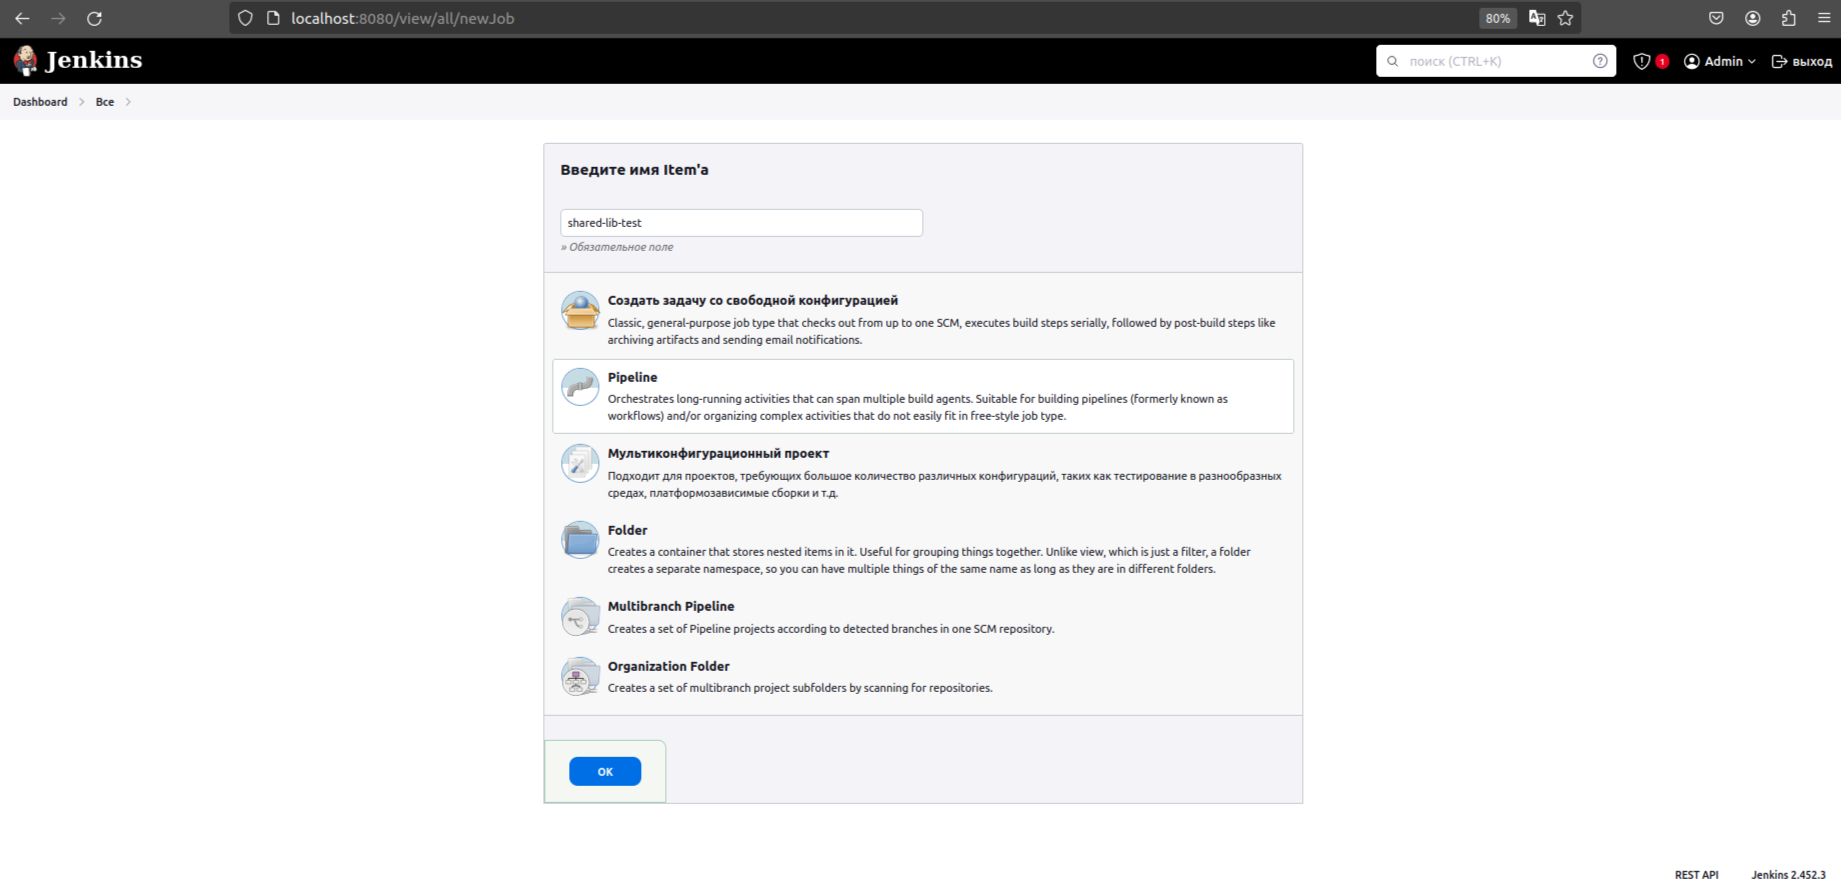 localhost:8080/view/all/newJob
80%
Jenkins
поиск (CTRL+K)
1
Admin
выход
Dashboard
Все
Введите имя Item'а
shared-lib-test
» Обязательное поле
Создать задачу со свободной конфигурацией
Classic, general-purpose job type that checks out from up to one SCM, executes build steps serially, followed by post-build steps like
archiving artifacts and sending email notifications.
Pipeline
Orchestrates long-running activities that can span multiple build agents. Suitable for building pipelines (formerly known as
workflows) and/or organizing complex activities that do not easily fit in free-style job type.
Мультиконфигурационный проект
Подходит для проектов, требующих большое количество различных конфигураций, таких как тестирование в разнообразных
средах, платформозависимые сборки и т.д.
Folder
Creates a container that stores nested items in it. Useful for grouping things together. Unlike view, which is just a filter, a folder
creates a separate namespace, so you can have multiple things of the same name as long as they are in different folders.
Multibranch Pipeline
Creates a set of Pipeline projects according to detected branches in one SCM repository.
Organization Folder
Creates a set of multibranch project subfolders by scanning for repositories.
OK
REST API
Jenkins 2.452.3